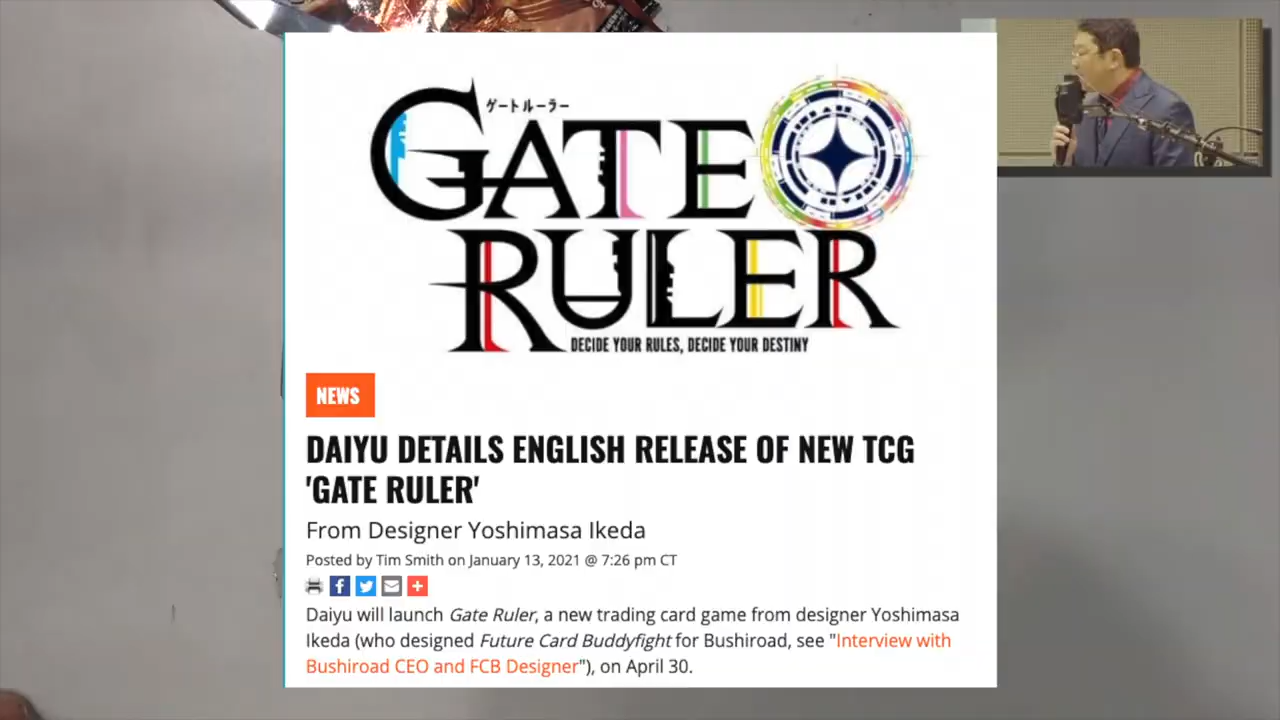 ゲートルーラー
GATE
RULER
DECIDE YOUR RULES, DECIDE YOUR DESTINY
NEWS
DAIYU DETAILS ENGLISH RELEASE OF NEW TCG
'GATE RULER'
From Designer Yoshimasa Ikeda
Posted by Tim Smith on January 13, 2021 @ 7:26 pm CT
Daiyu will launch Gate Ruler, a new trading card game from designer Yoshimasa
Ikeda (who designed Future Card Buddyfight for Bushiroad, see "Interview with
Bushiroad CEO and FCB Designer"), on April 30.